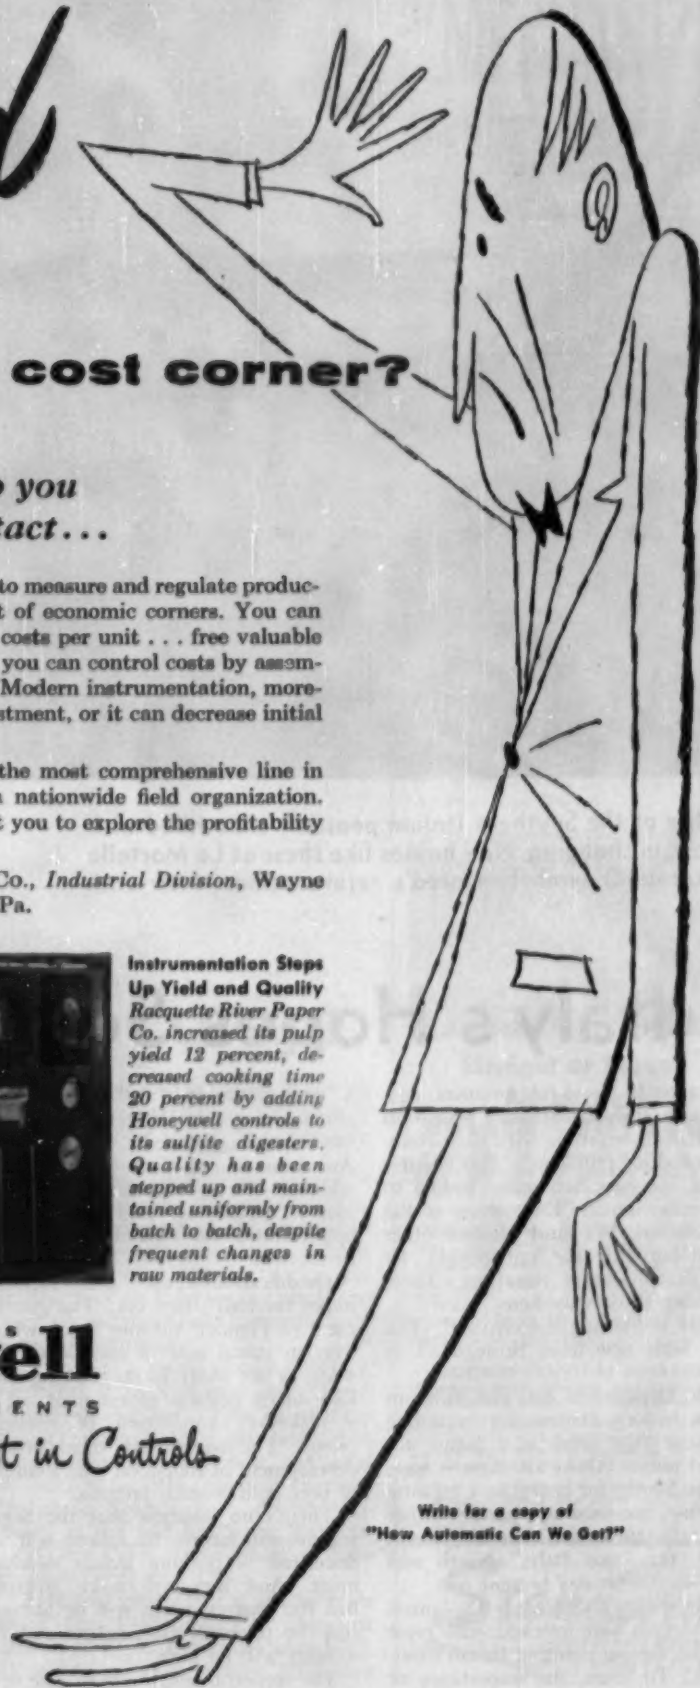 cost corner?
you
tact...
to measure and regulate produc-
t of economic corners. You can
costs per unit . . . free valuable
you can control costs by assem-
Modern instrumentation, more-
stment, or it can decrease initial
the most comprehensive line in
nationwide field organization.
t you to explore the profitability
Co., Industrial Division, Wayne
Pa.
Instrumentation Steps
Up Yield and Quality
Racquette River Paper
Co. increased its pulp
yield 12 percent, de-
creased cooking time
20 percent by adding
Honeywell controls to
its sulfite digesters.
Quality has been
stepped up and main-
tained uniformly from
batch to batch, despite
frequent changes in
raw materials.
ell
ENTS
t in Controls
Write for a copy of
"How Automatic Can We Get?"